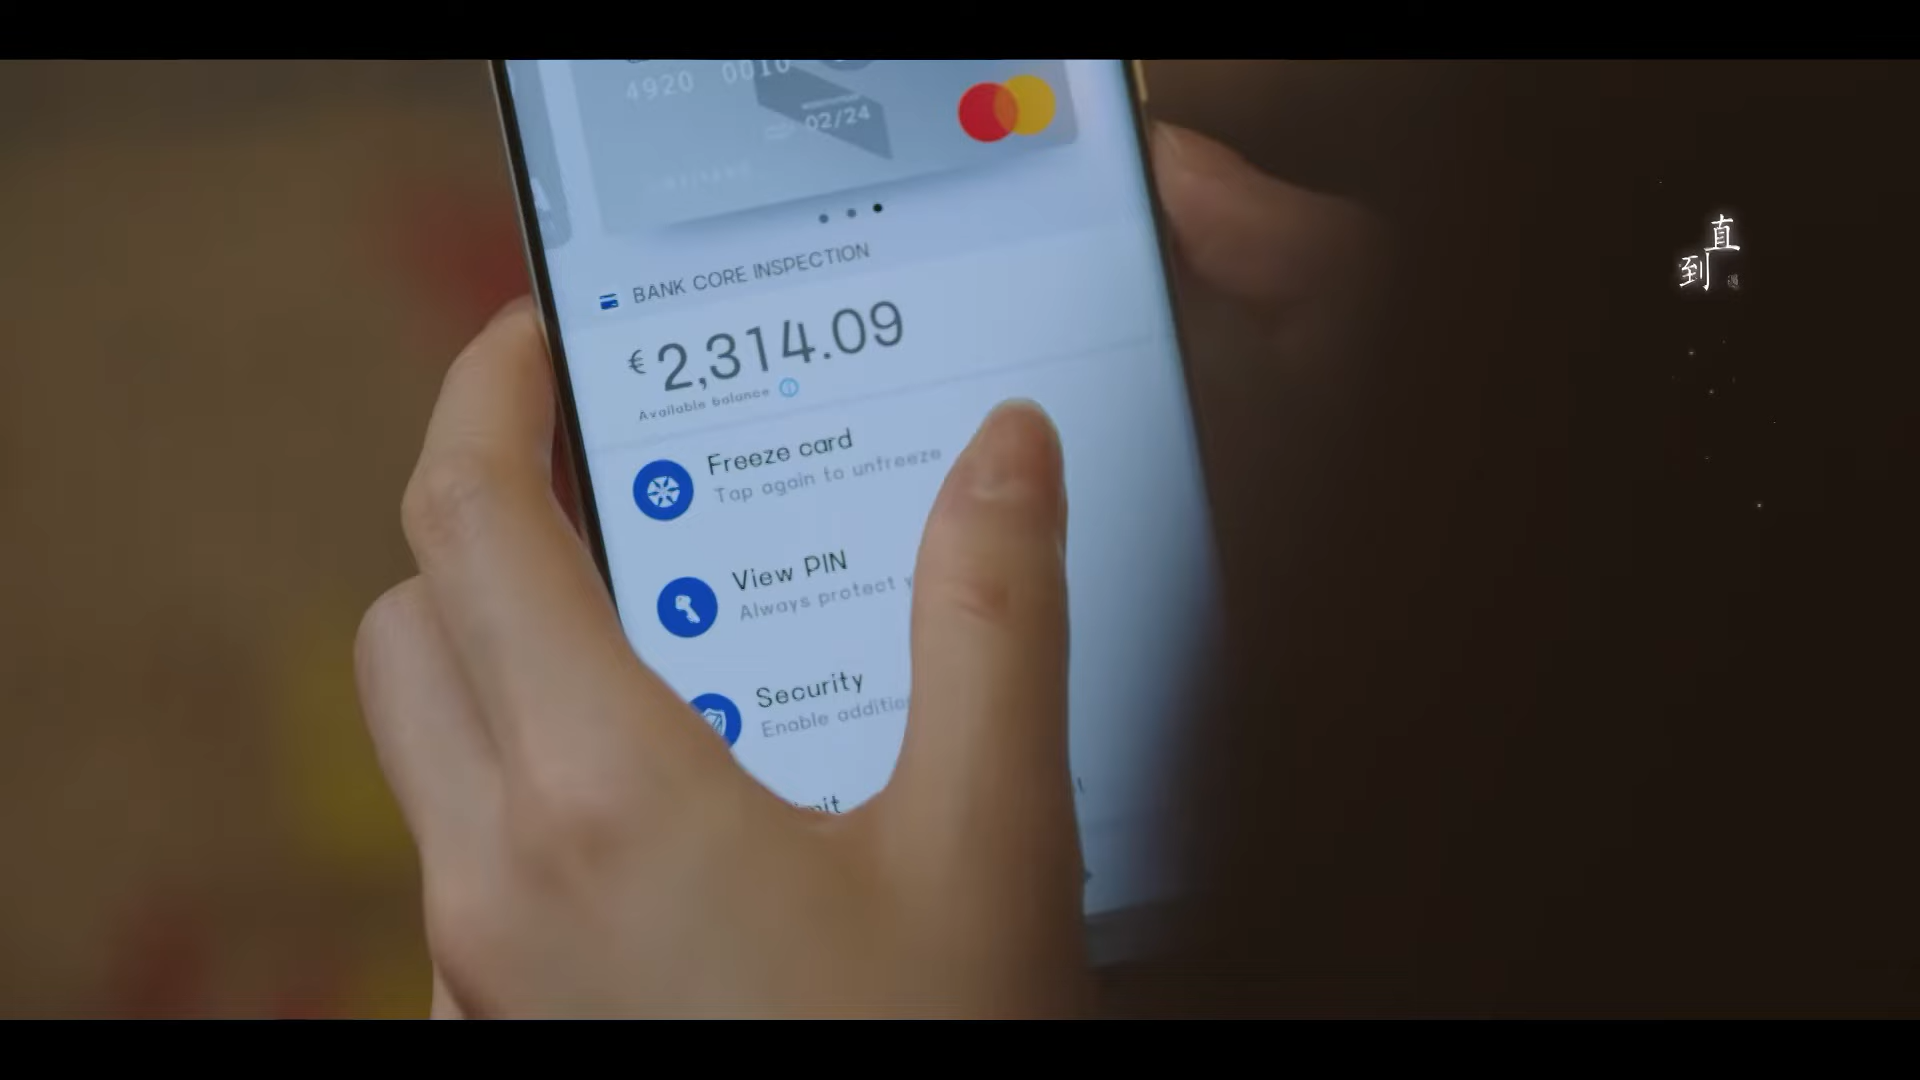 4920 0010
02/24
BANK CORE INSPECTION
€ 2,314.09
Available balance
Freeze card
Tap again to unfreeze
View PIN
Always protect
Security
Enable
直到